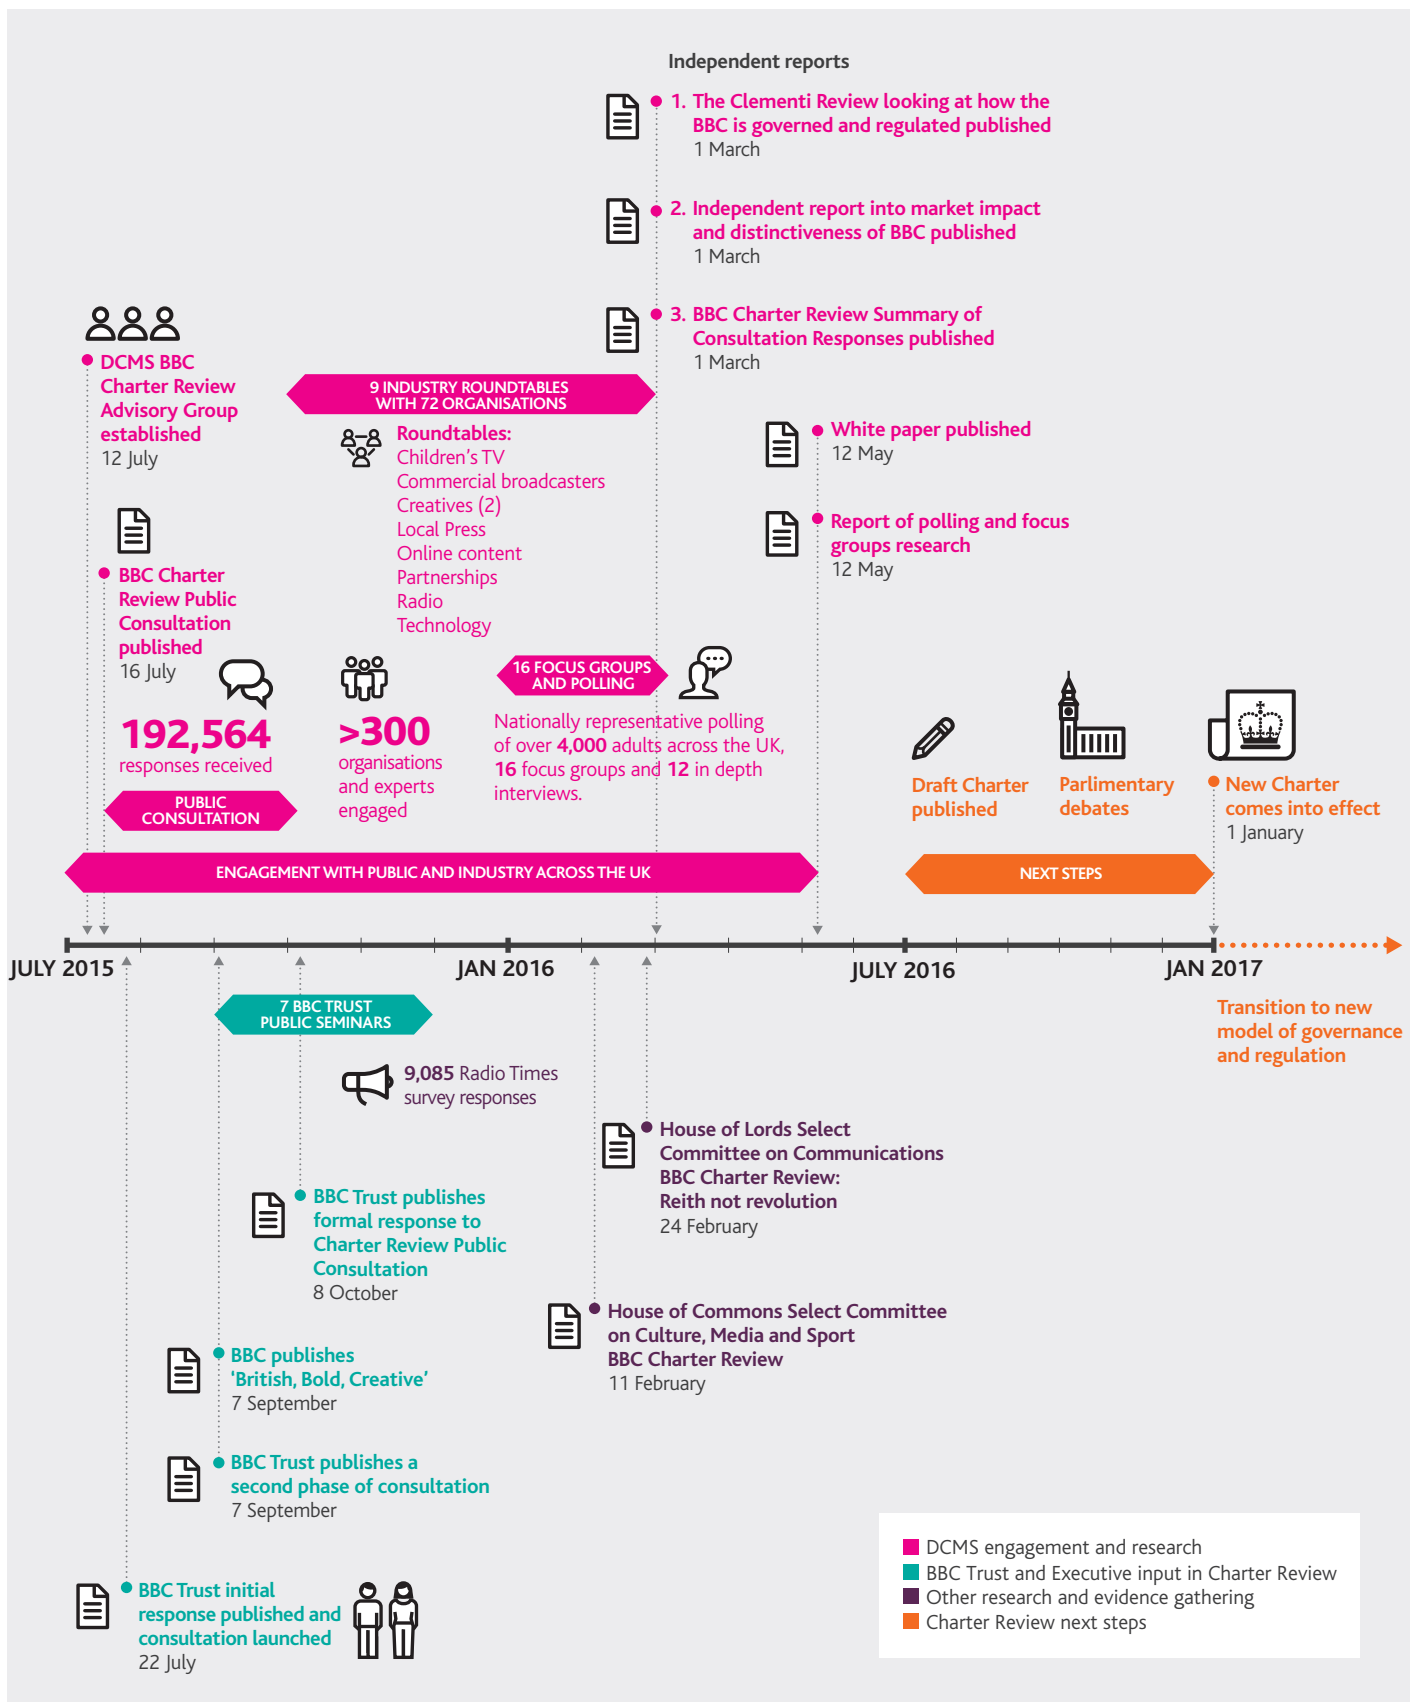 Independent reports
1. The Clementi Review looking at how the
BBC is governed and regulated published
1 March
2. Independent report into market impact
and distinctiveness of BBC published
1 March
3. BBC Charter Review Summary of
Consultation Responses published
1 March
DCMS BBC
Charter Review
Advisory Group
established
12 July
9 INDUSTRY ROUNDTABLES
WITH 72 ORGANISATIONS
Roundtables:
Children's TV
Commercial broadcasters
Creatives (2)
Local Press
Online content
Partnerships
Radio
Technology
White paper published
12 May
Report of polling and focus
groups research
12 May
BBC Charter
Review Public
Consultation
published
16 July
192,564
responses received
PUBLIC
CONSULTATION
>300
organisations
and experts
engaged
16 FOCUS GROUPS
AND POLLING
Nationally representative polling
of over 4,000 adults across the UK,
16 focus groups and 12 in depth
interviews.
Draft Charter
published
Parlimentary
debates
New Charter
comes into effect
1 January
ENGAGEMENT WITH PUBLIC AND INDUSTRY ACROSS THE UK
NEXT STEPS
JULY 2015
JAN 2016
JULY 2016
JAN 2017
7 BBC TRUST
PUBLIC SEMINARS
Transition to new
model of governance
and regulation
9,085 Radio Times
survey responses
House of Lords Select
Committee on Communications
BBC Charter Review:
Reith not revolution
24 February
BBC Trust publishes
formal response to
Charter Review Public
Consultation
8 October
House of Commons Select Committee
on Culture, Media and Sport
BBC Charter Review
11 February
BBC publishes
'British, Bold, Creative'
7 September
BBC Trust publishes a
second phase of consultation
7 September
BBC Trust initial
response published and
consultation launched
22 July
DCMS engagement and research
BBC Trust and Executive input in Charter Review
Other research and evidence gathering
Charter Review next steps